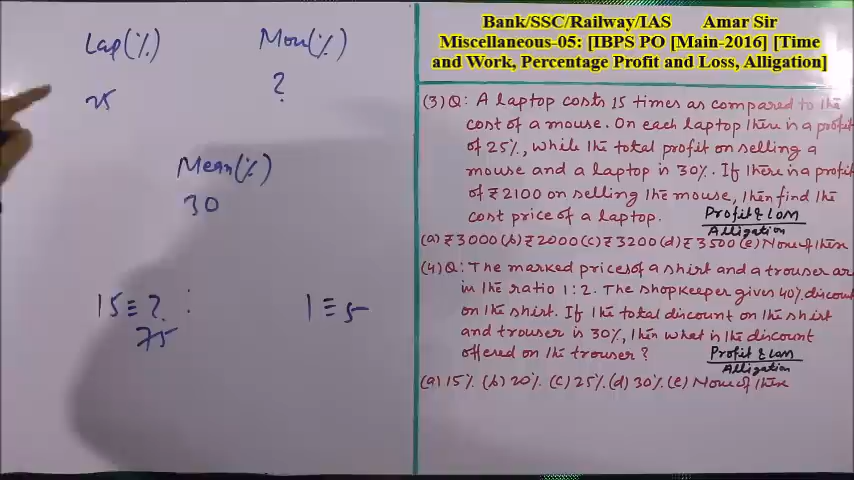 Lap(%) Mou(%)
25 ?
Mean(%)
30
15 ≡ ? : 1 ≡ 5
75
Bank/SSC/Railway/IAS Amar Sir
Miscellaneous-05: [IBPS PO [Main-2016] [Time
and Work, Percentage Profit and Loss, Alligation]
(3) Q: A laptop costs 15 times as compared to the
cost of a mouse. On each laptop there is a profit
of 25%, while the total profit on selling a
mouse and a laptop is 30%. If there is a profit
of ₹2100 on selling the mouse, then find the
cost price of a laptop. Profit & Loss
Alligation
(a) ₹3000 (b) ₹2000 (c) ₹3200 (d) ₹3500 (e) None of these
(4) Q: The marked prices of a shirt and a trouser ar
in the ratio 1:2. The shopkeeper gives 40% discoun
on the shirt. If the total discount on the shirt
and trouser is 30%, then what is the discount
offered on the trouser? Profit & Loss
Alligation
(a) 15% (b) 20% (c) 25% (d) 30% (e) None of these